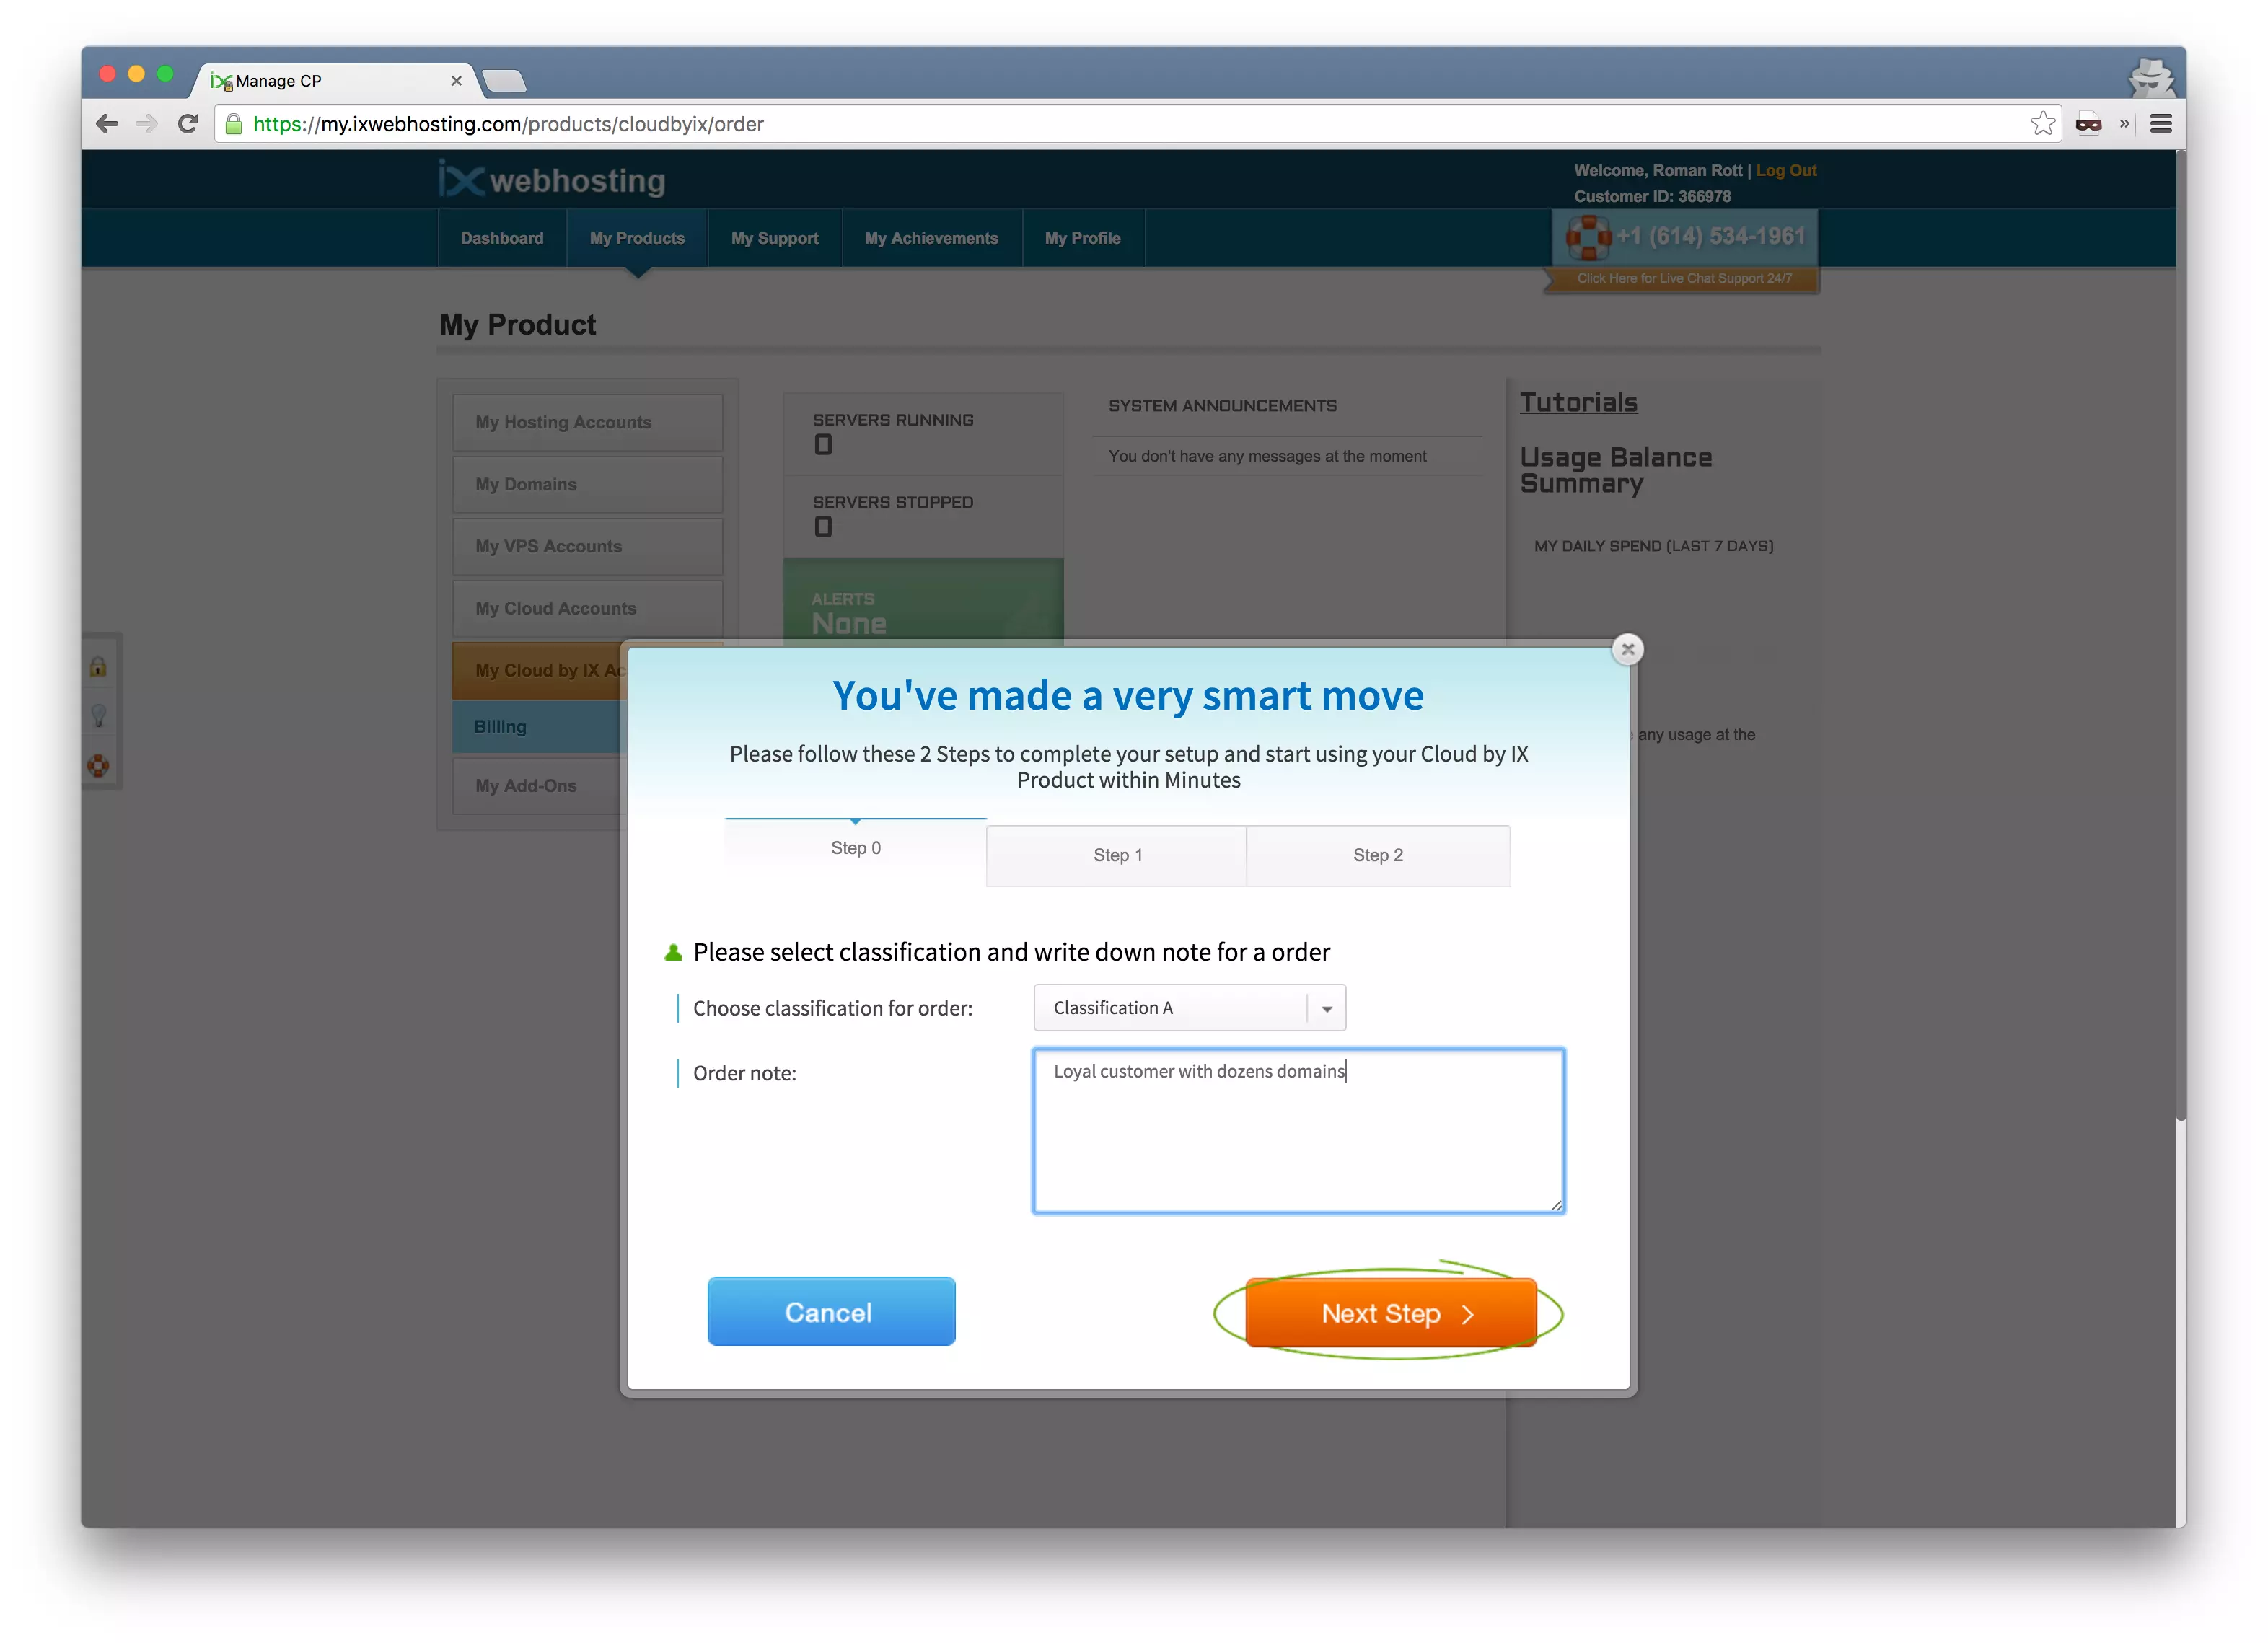 Manage CP
https://my.ixwebhosting.com/products/cloudbyix/order
ix webhosting
Welcome, Roman Rott | Log Out
Customer ID: 366978
Dashboard
My Products
My Support
My Achievements
My Profile
+1 (614) 534-1961
Click Here for Live Chat Support 24/7
My Product
My Hosting Accounts
My Domains
My VPS Accounts
My Cloud Accounts
My Cloud by IX
Billing
My Add-Ons
SERVERS RUNNING
0
SERVERS STOPPED
0
ALERTS
None
SYSTEM ANNOUNCEMENTS
You don't have any messages at the moment
Tutorials
Usage Balance
Summary
MY DAILY SPEND (LAST 7 DAYS)
any usage at the
You've made a very smart move
Please follow these 2 Steps to complete your setup and start using your Cloud by IX
Product within Minutes
Step 0
Step 1
Step 2
Please select classification and write down note for a order
Choose classification for order:
Classification A
Order note:
Loyal customer with dozens domains
Cancel
Next Step